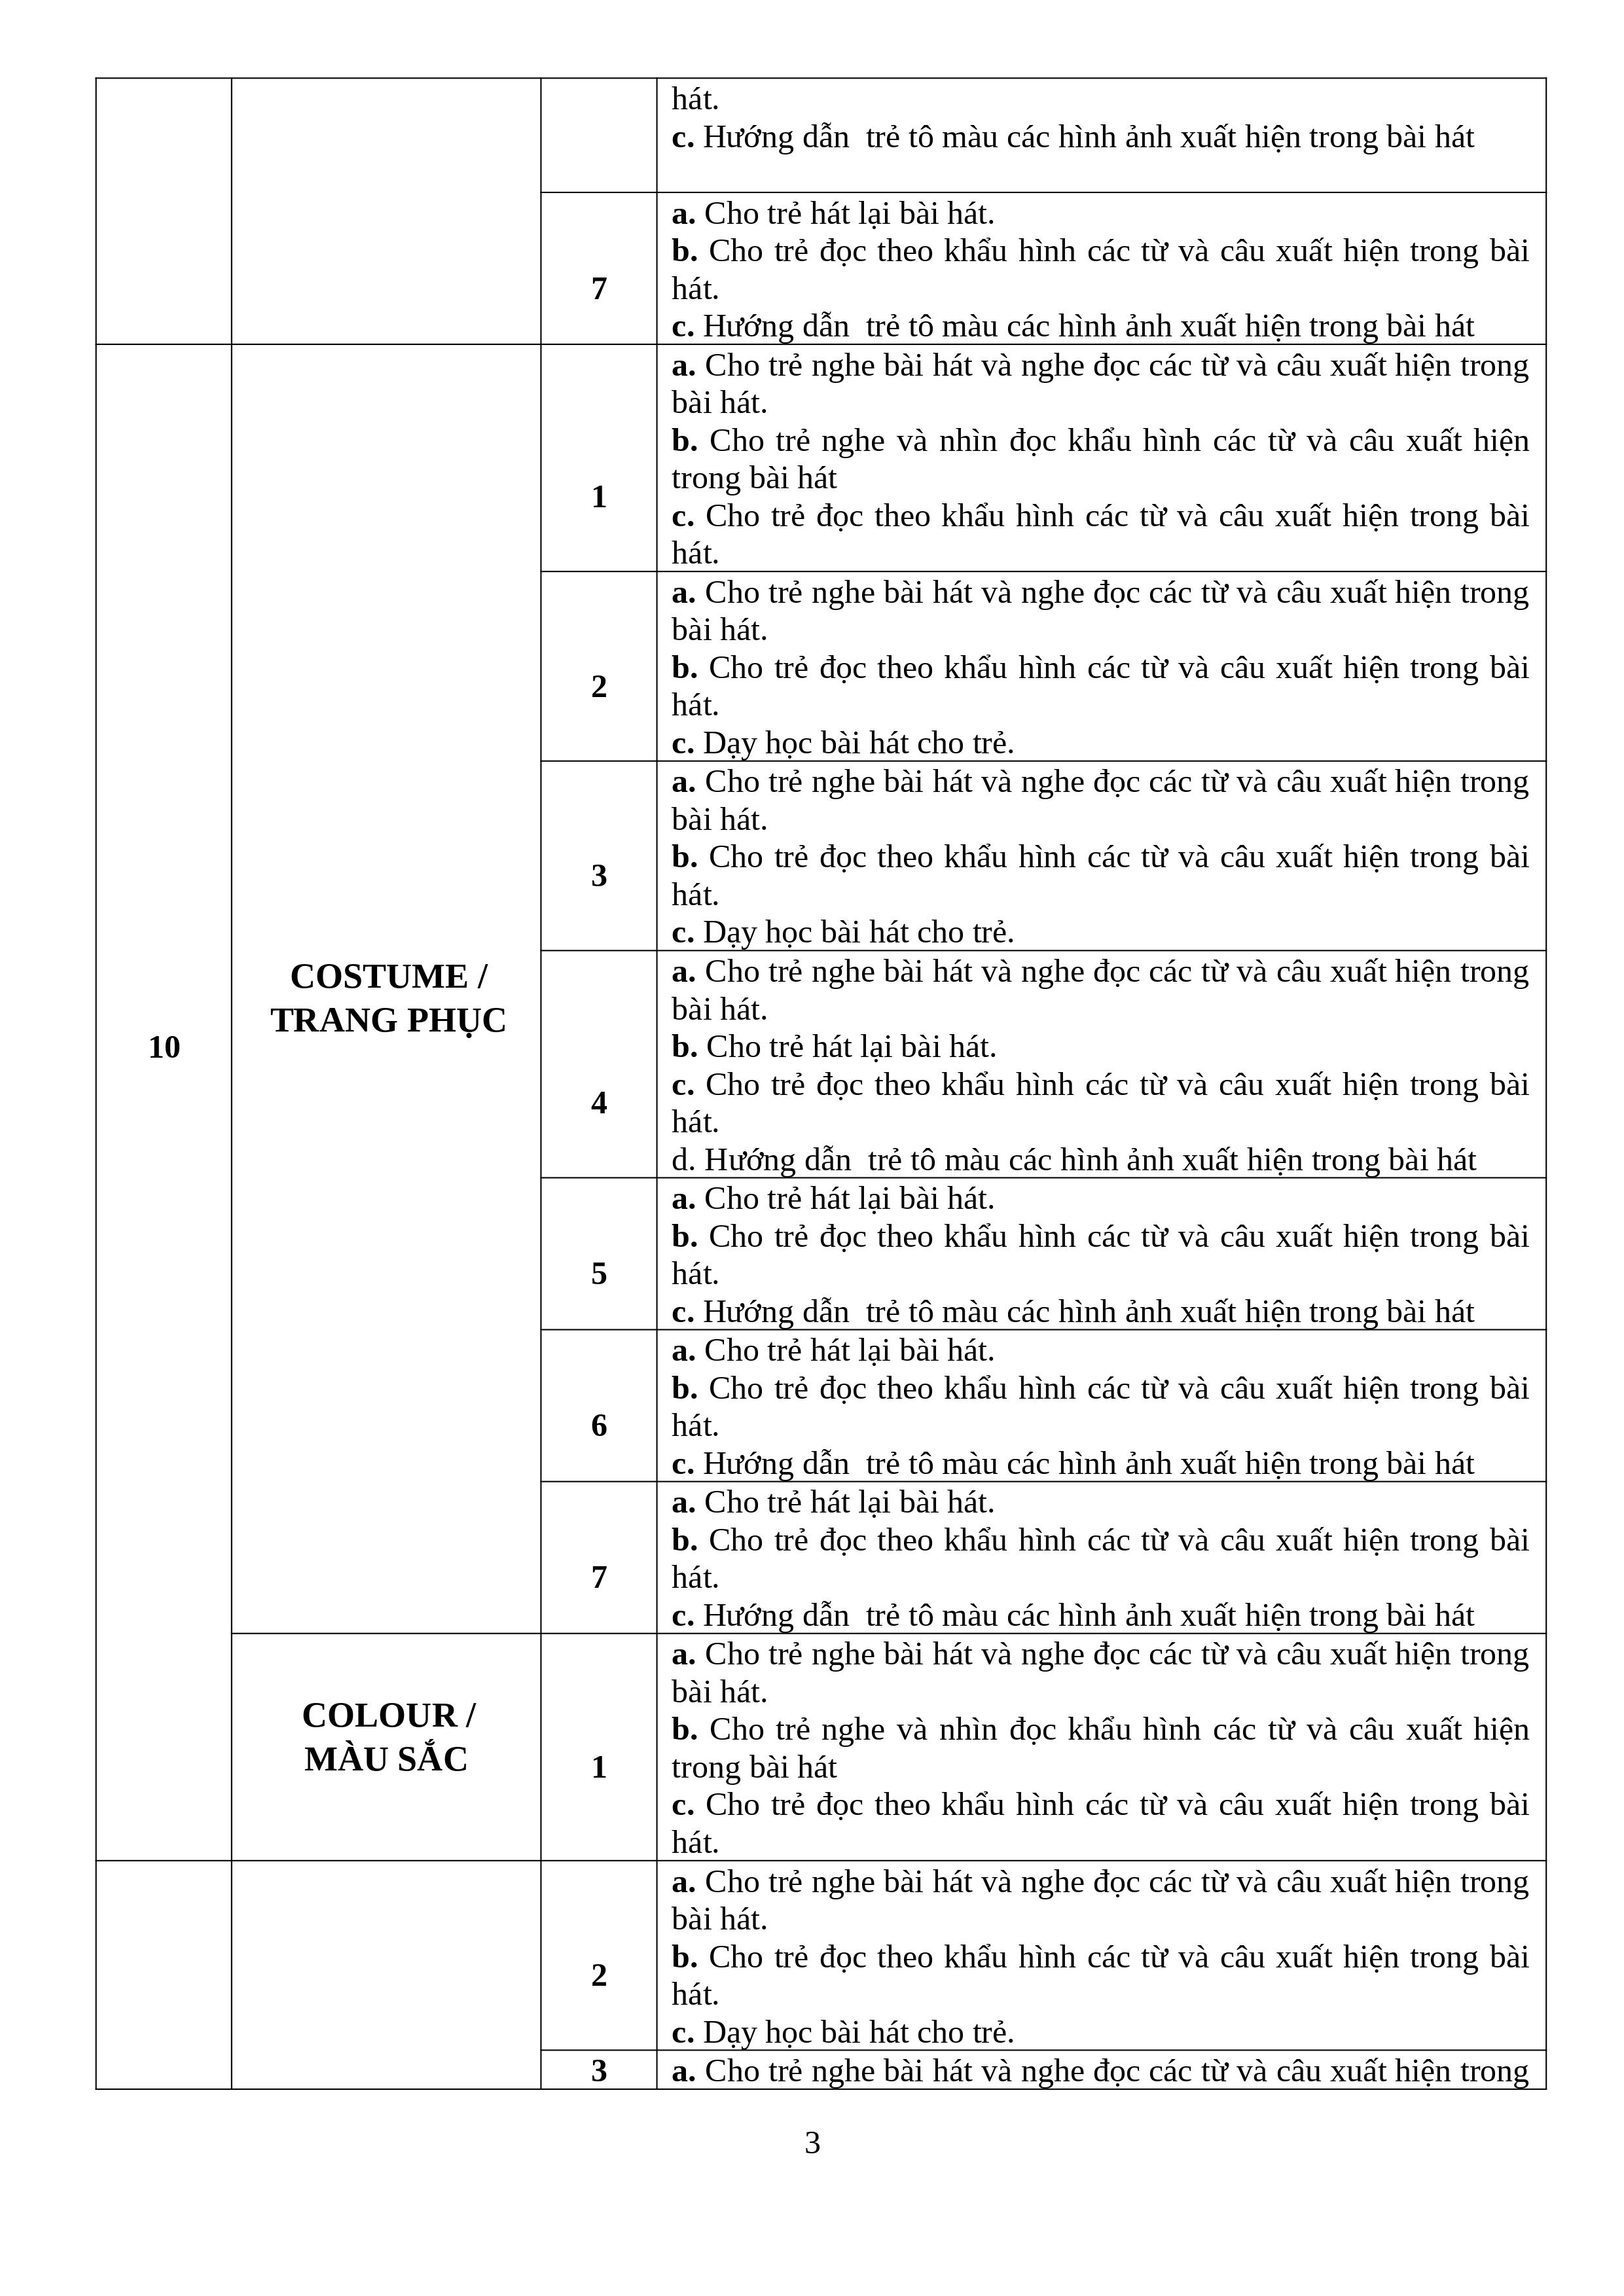 hát.
c. Hướng dẫn  trẻ tô màu các hình ảnh xuất hiện trong bài hát
7
a. Cho trẻ hát lại bài hát.
b. Cho trẻ đọc theo khẩu hình các từ và câu xuất hiện trong bài
hát.
c. Hướng dẫn  trẻ tô màu các hình ảnh xuất hiện trong bài hát
10
COSTUME /
TRANG PHỤC
1
a. Cho trẻ nghe bài hát và nghe đọc các từ và câu xuất hiện trong
bài hát.
b. Cho trẻ nghe và nhìn đọc khẩu hình các từ và câu xuất hiện
trong bài hát
c. Cho trẻ đọc theo khẩu hình các từ và câu xuất hiện trong bài
hát.
2
a. Cho trẻ nghe bài hát và nghe đọc các từ và câu xuất hiện trong
bài hát.
b. Cho trẻ đọc theo khẩu hình các từ và câu xuất hiện trong bài
hát.
c. Dạy học bài hát cho trẻ.
3
a. Cho trẻ nghe bài hát và nghe đọc các từ và câu xuất hiện trong
bài hát.
b. Cho trẻ đọc theo khẩu hình các từ và câu xuất hiện trong bài
hát.
c. Dạy học bài hát cho trẻ.
4
a. Cho trẻ nghe bài hát và nghe đọc các từ và câu xuất hiện trong
bài hát.
b. Cho trẻ hát lại bài hát.
c. Cho trẻ đọc theo khẩu hình các từ và câu xuất hiện trong bài
hát.
d. Hướng dẫn  trẻ tô màu các hình ảnh xuất hiện trong bài hát
5
a. Cho trẻ hát lại bài hát.
b. Cho trẻ đọc theo khẩu hình các từ và câu xuất hiện trong bài
hát.
c. Hướng dẫn  trẻ tô màu các hình ảnh xuất hiện trong bài hát
6
a. Cho trẻ hát lại bài hát.
b. Cho trẻ đọc theo khẩu hình các từ và câu xuất hiện trong bài
hát.
c. Hướng dẫn  trẻ tô màu các hình ảnh xuất hiện trong bài hát
7
a. Cho trẻ hát lại bài hát.
b. Cho trẻ đọc theo khẩu hình các từ và câu xuất hiện trong bài
hát.
c. Hướng dẫn  trẻ tô màu các hình ảnh xuất hiện trong bài hát
COLOUR /
MÀU SẮC
1
a. Cho trẻ nghe bài hát và nghe đọc các từ và câu xuất hiện trong
bài hát.
b. Cho trẻ nghe và nhìn đọc khẩu hình các từ và câu xuất hiện
trong bài hát
c. Cho trẻ đọc theo khẩu hình các từ và câu xuất hiện trong bài
hát.
2
a. Cho trẻ nghe bài hát và nghe đọc các từ và câu xuất hiện trong
bài hát.
b. Cho trẻ đọc theo khẩu hình các từ và câu xuất hiện trong bài
hát.
c. Dạy học bài hát cho trẻ.
3
a. Cho trẻ nghe bài hát và nghe đọc các từ và câu xuất hiện trong
3